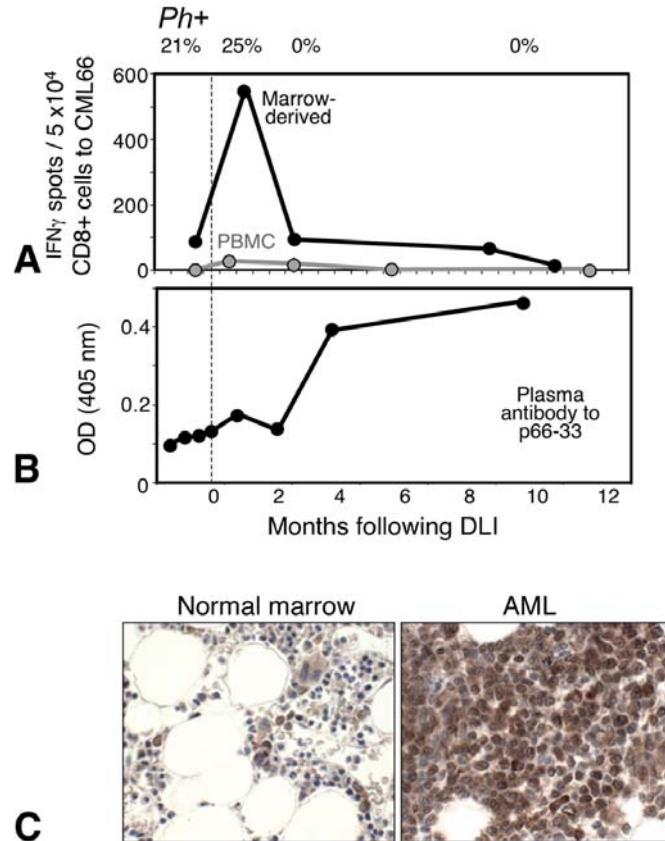 Ph+
21% 25% 0% 0%
A
IFNγ spots / 5 x10⁴
CD8+ cells to CML66
600
400
200
0
Marrow-
derived
PBMC
B
OD (405 nm)
0.4
0.2
0
Plasma
antibody to
p66-33
0 2 4 6 8 10 12
Months following DLI
C
Normal marrow AML